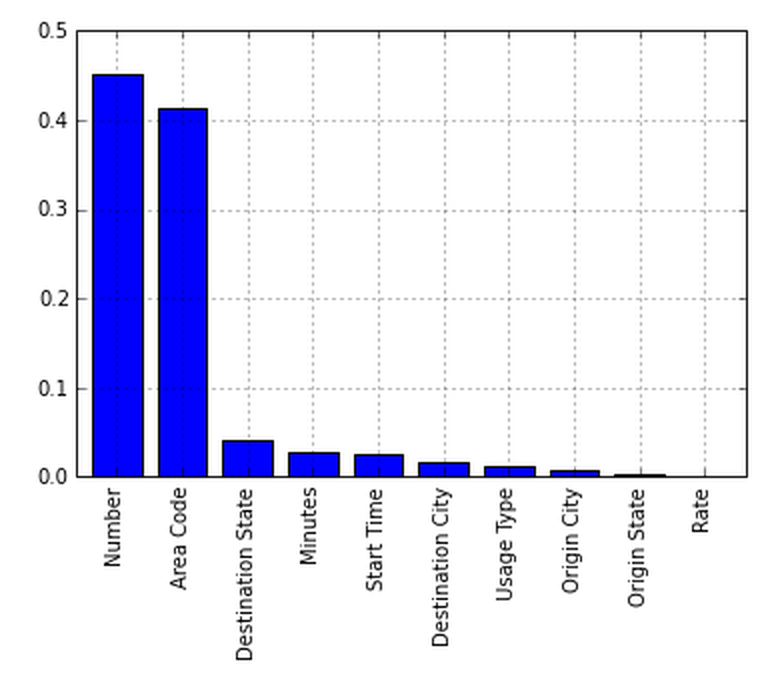 0.5
0.4
0.3
0.2
0.1
0.0
Number
Area Code
Destination State
Minutes
Start Time
Destination City
Usage Type
Origin City
Origin State
Rate